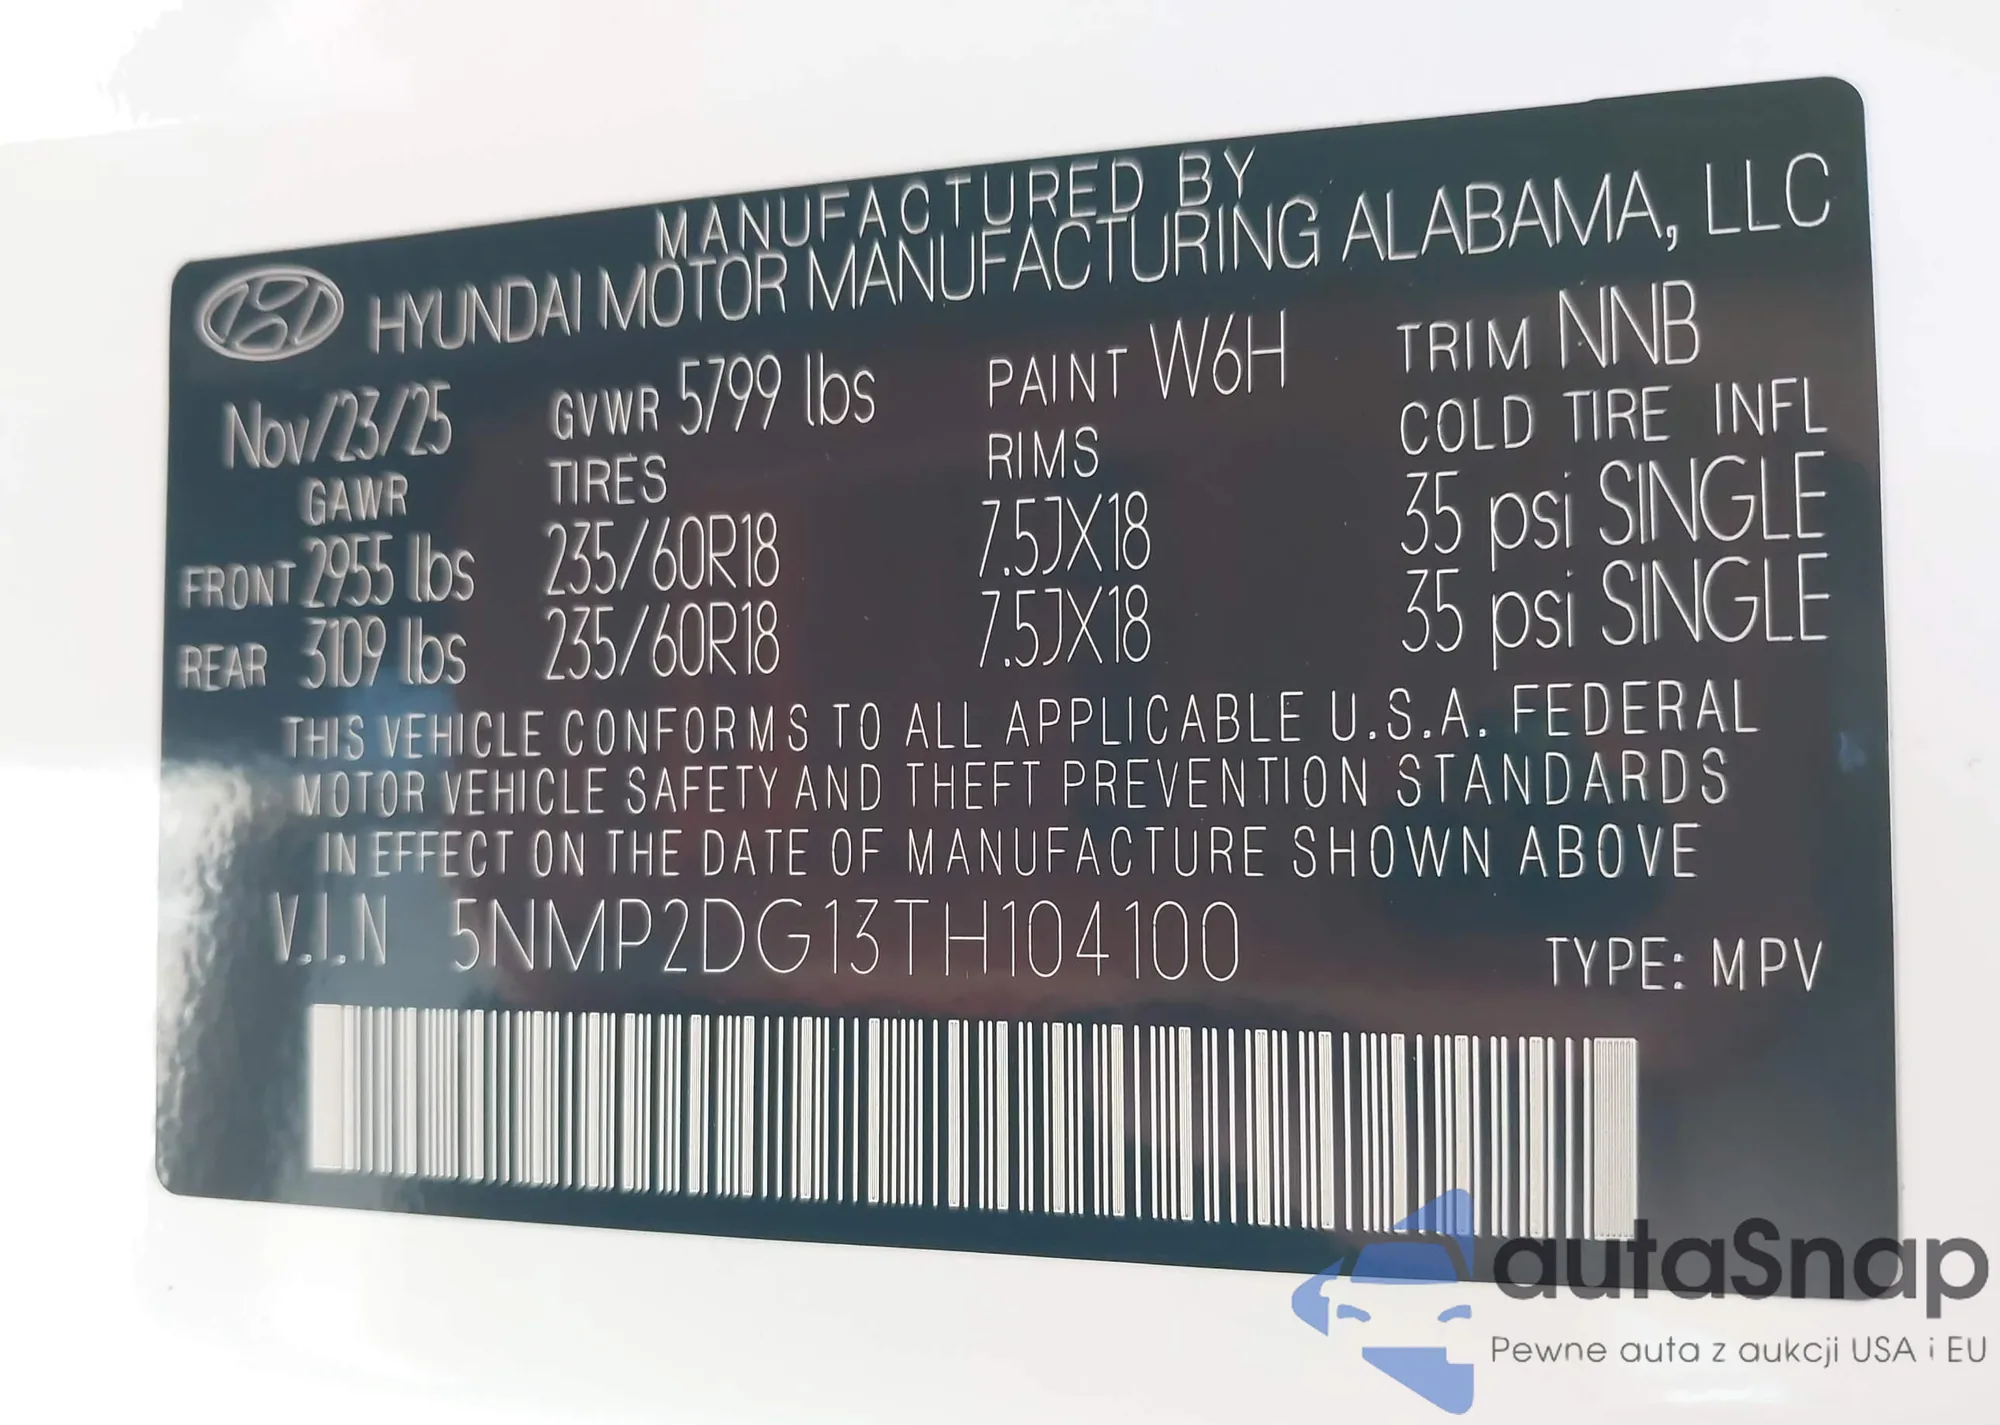 MANUFACTURED BY
HYUNDAI MOTOR MANUFACTURING ALABAMA, LLC
Nov/23/25 GVWR 5799 lbs PAINT W6H TRIM NNB
GAWR TIRES RIMS COLD TIRE INFL
FRONT 2955 lbs 235/60R18 7.5JX18 35 psi SINGLE
REAR 3109 lbs 235/60R18 7.5JX18 35 psi SINGLE
THIS VEHICLE CONFORMS TO ALL APPLICABLE U.S.A. FEDERAL
MOTOR VEHICLE SAFETY AND THEFT PREVENTION STANDARDS
IN EFFECT ON THE DATE OF MANUFACTURE SHOWN ABOVE
V.I.N 5NMP2DG13TH104100 TYPE: MPV
autaSnap
Pewne auta z aukcji USA i EU